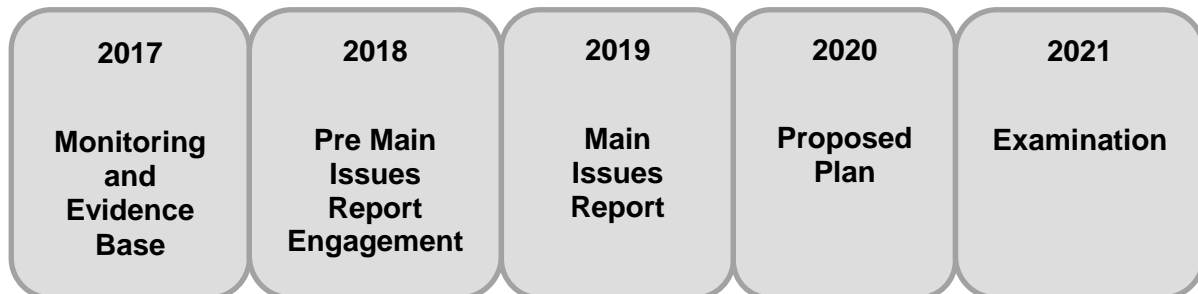 2017
Monitoring
and
Evidence
Base
2018
Pre Main
Issues
Report
Engagement
2019
Main
Issues
Report
2020
Proposed
Plan
2021
Examination